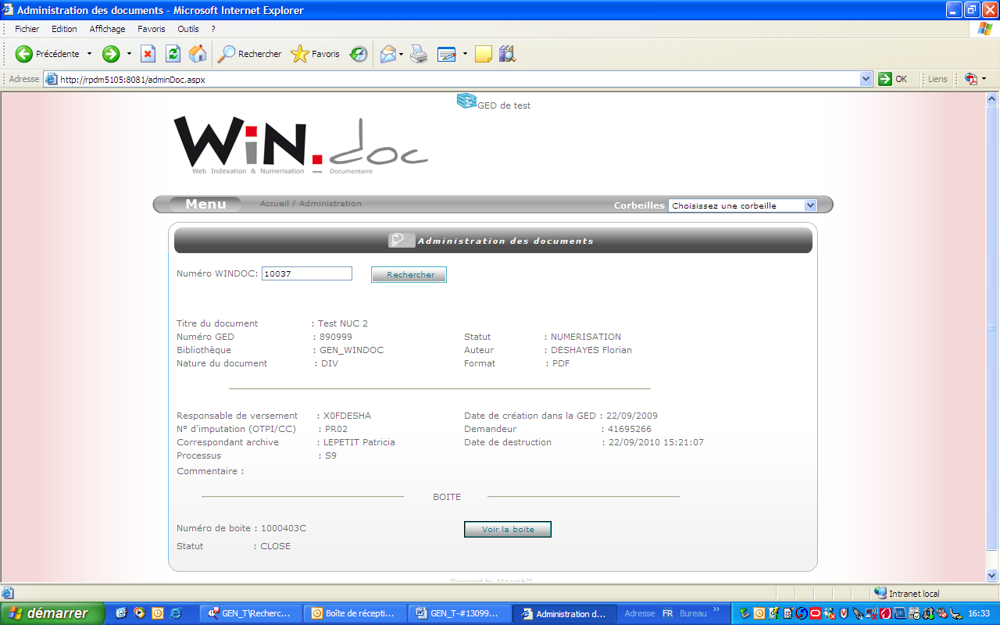 Administration des documents - Microsoft Internet Explorer
Fichier Edition Affichage Favoris Outils ?
Précédente Rechercher Favoris
Adresse http://rpdm5105:8081/adminDoc.aspx OK Liens
GED de test
WiN.doc
Web Indexation & Numerisation — Documentaire
Menu Accueil / Administration Corbeilles Choisissez une corbeille
Administration des documents
Numéro WINDOC: 10037 Rechercher
Titre du document : Test NUC 2
Numéro GED : 890999 Statut : NUMERISATION
Bibliothèque : GEN_WINDOC Auteur : DESHAYES Florian
Nature du document : DIV Format : PDF
Responsable de versement : X0FDESHA Date de création dans la GED : 22/09/2009
N° d'imputation (OTPI/CC) : PR02 Demandeur : 41695266
Correspondant archive : LEPETIT Patricia Date de destruction : 22/09/2010 15:21:07
Processus : S9
Commentaire :
BOITE
Numéro de boite : 1000403C Voir la boite
Statut : CLOSE
Powered by Maarch™
Intranet local
démarrer GEN_T\Recherc... Boîte de récepti... GEN_T-#13099... Administration d... Adresse FR Bureau » 16:33